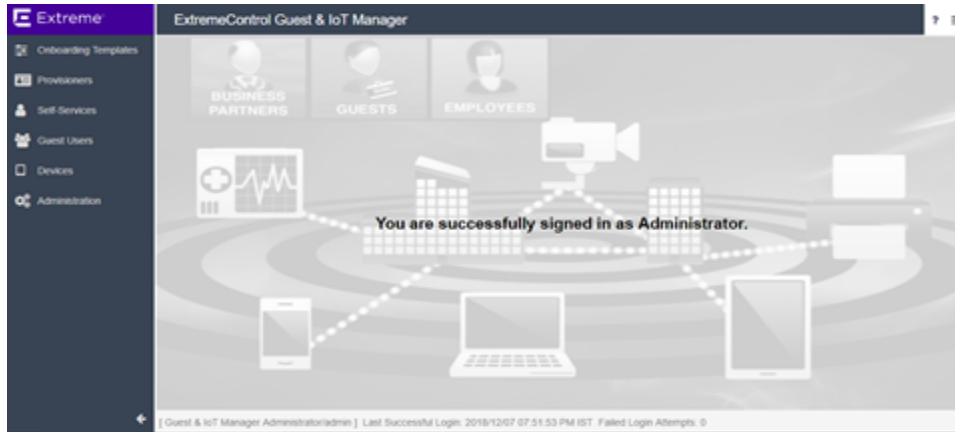 Extreme
ExtremeControl Guest & IoT Manager
?
Onboarding Templates
Provisioners
Self-Services
Guest Users
Devices
Administration
BUSINESS PARTNERS
GUESTS
EMPLOYEES
You are successfully signed in as Administrator.
[ Guest & IoT Manager Administrator/admin ] Last Successful Login: 2018/12/07 07:51:53 PM IST Failed Login Attempts: 0